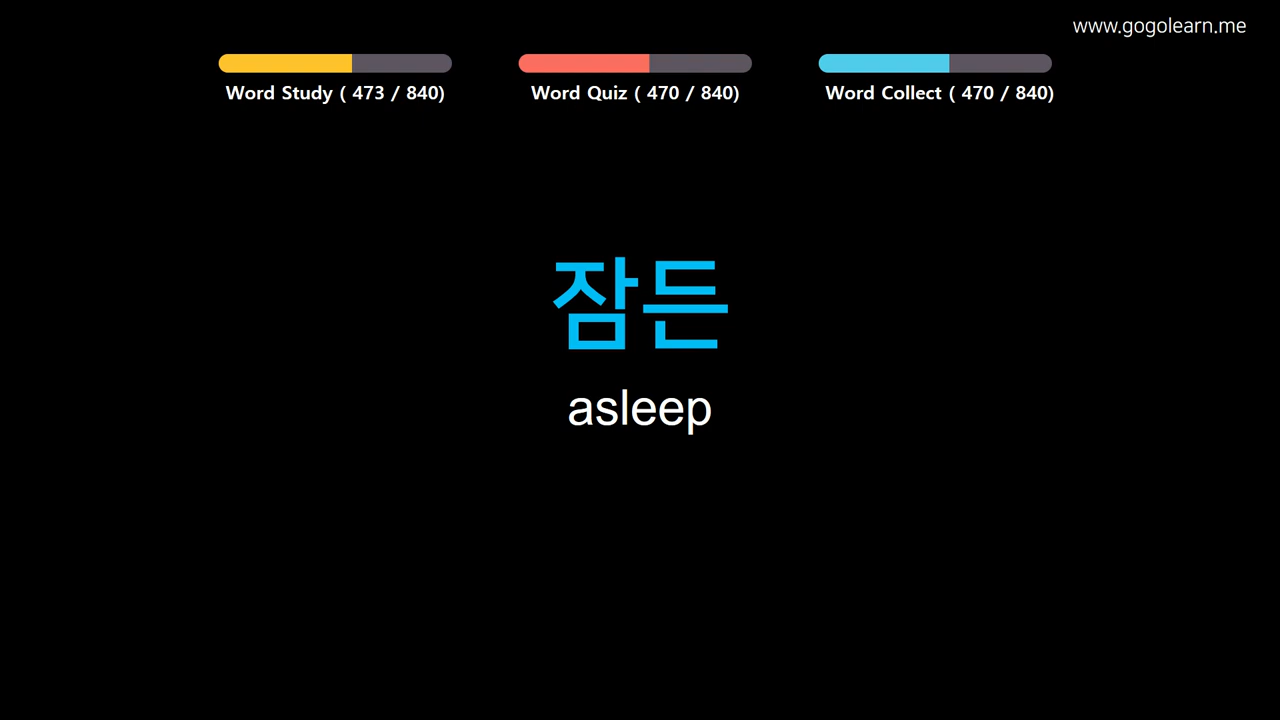 www.gogolearn.me
Word Study ( 473 / 840)
Word Quiz ( 470 / 840)
Word Collect ( 470 / 840)
잠든
asleep